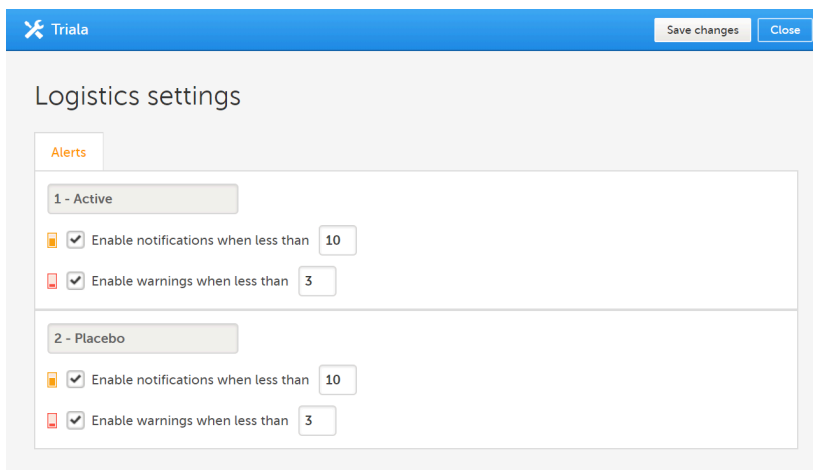 Triala
Save changes
Close
Logistics settings
Alerts
1 - Active
Enable notifications when less than 10
Enable warnings when less than 3
2 - Placebo
Enable notifications when less than 10
Enable warnings when less than 3